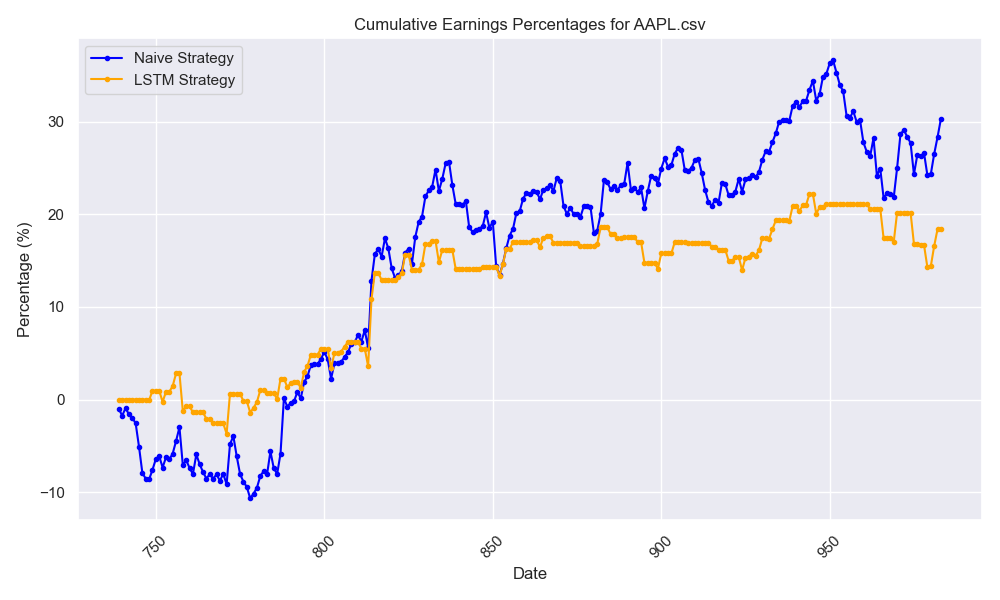 Cumulative Earnings Percentages for AAPL.csv
Naive Strategy
LSTM Strategy
Percentage (%)
30
20
10
0
−10
750
800
850
900
950
Date